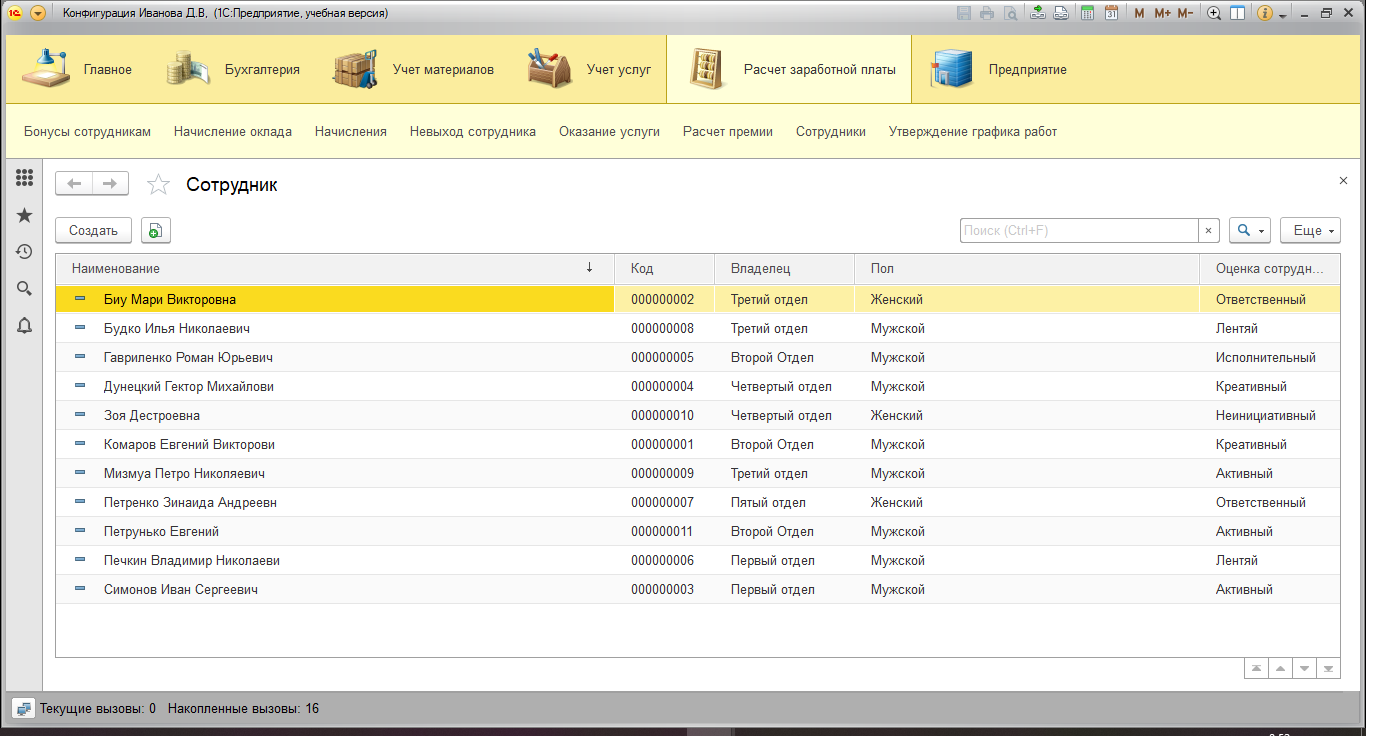 Конфигурация Иванова Д.В, (1С:Предприятие, учебная версия)
31 M M+ M-
Главное Бухгалтерия Учет материалов Учет услуг Расчет заработной платы Предприятие
Бонусы сотрудникам Начисление оклада Начисления Невыход сотрудника Оказание услуги Расчет премии Сотрудники Утверждение графика работ
Сотрудник
Создать Поиск (Ctrl+F) Еще
Наименование Код Владелец Пол Оценка сотрудн...
Биу Мари Викторовна 000000002 Третий отдел Женский Ответственный
Будко Илья Николаевич 000000008 Третий отдел Мужской Лентяй
Гавриленко Роман Юрьевич 000000005 Второй Отдел Мужской Исполнительный
Дунецкий Гектор Михайлови 000000004 Четвертый отдел Мужской Креативный
Зоя Дестроевна 000000010 Четвертый отдел Женский Неинициативный
Комаров Евгений Викторови 000000001 Второй Отдел Мужской Креативный
Мизмуа Петро Николяевич 000000009 Третий отдел Мужской Активный
Петренко Зинаида Андреевн 000000007 Пятый отдел Женский Ответственный
Петрунько Евгений 000000011 Второй Отдел Мужской Активный
Печкин Владимир Николаеви 000000006 Первый отдел Мужской Лентяй
Симонов Иван Сергеевич 000000003 Первый отдел Мужской Активный
Текущие вызовы: 0 Накопленные вызовы: 16